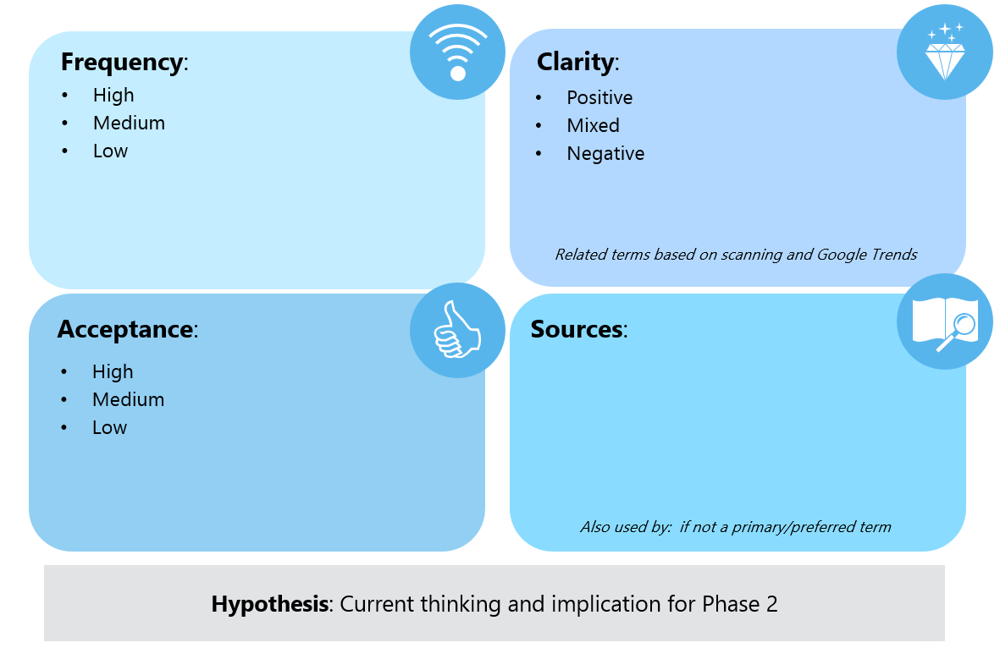 Frequency:
• High
• Medium
• Low
Clarity:
• Positive
• Mixed
• Negative
Related terms based on scanning and Google Trends
Acceptance:
• High
• Medium
• Low
Sources:
Also used by:  if not a primary/preferred term
Hypothesis: Current thinking and implication for Phase 2